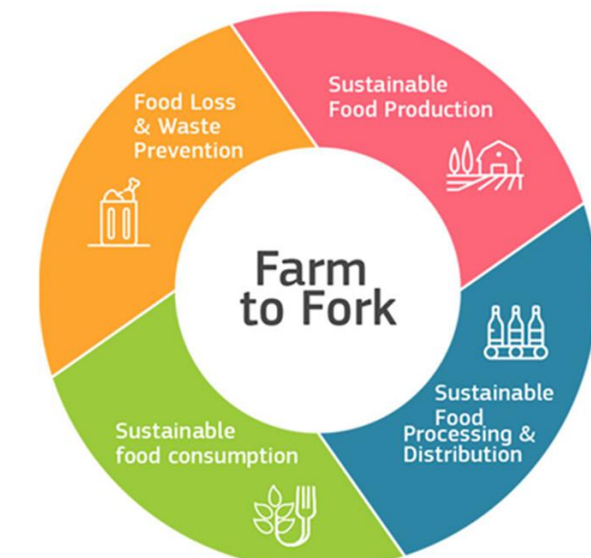 Food Loss
& Waste
Prevention
Sustainable
Food Production
Farm
to Fork
Sustainable
Food
Processing &
Distribution
Sustainable
food consumption